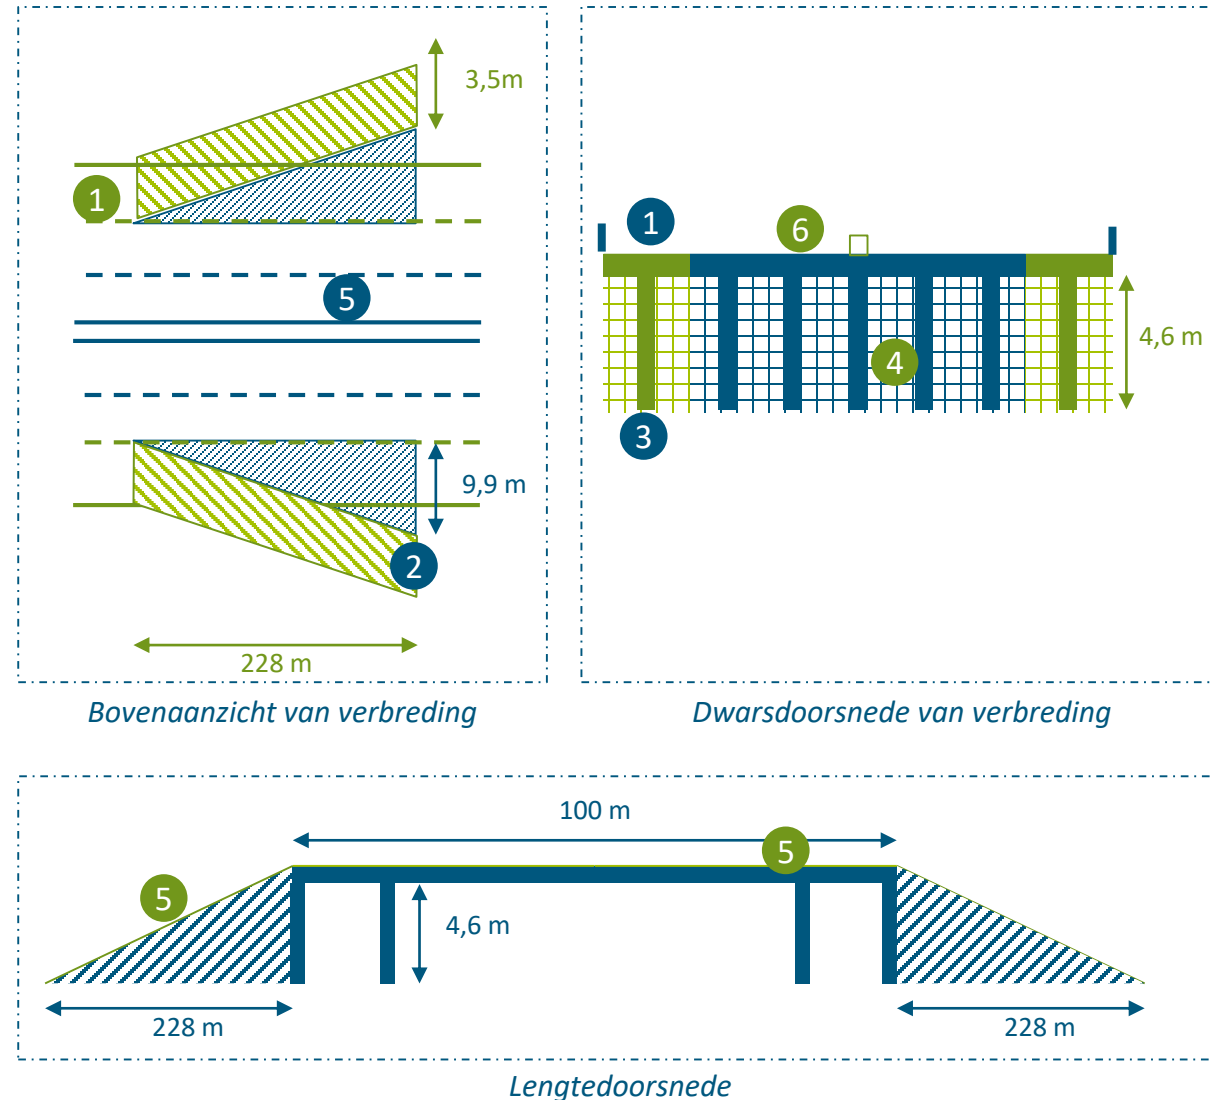 3,5m
1
5
9,9 m
2
228 m
Bovenaanzicht van verbreding
1
6
4,6 m
4
3
Dwarsdoorsnede van verbreding
100 m
5
5
4,6 m
228 m
228 m
Lengtedoorsnede